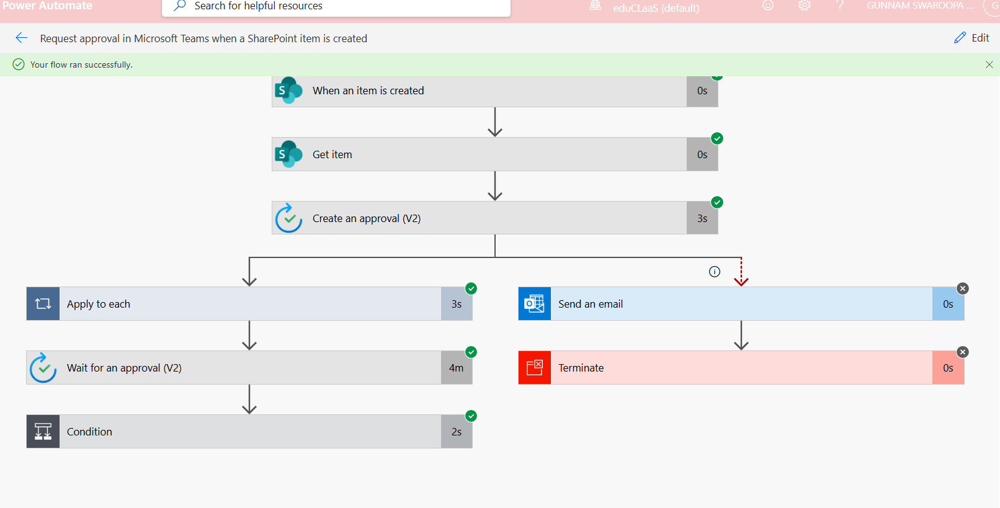 Power Automate
Search for helpful resources
eduCLaaS (default)
GUNNAM SWAROOPA ...
G
Request approval in Microsoft Teams when a SharePoint item is created
Edit
Your flow ran successfully.
S
When an item is created
0s
S
Get item
0s
Create an approval (V2)
3s
Apply to each
3s
Send an email
0s
Wait for an approval (V2)
4m
Terminate
0s
Condition
2s